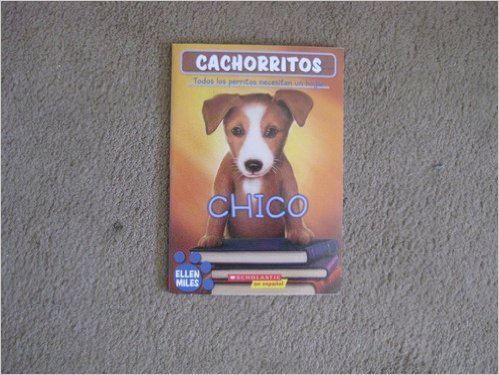 CACHORRITOS
Todos los perritos necesitan un hogar
CHICO
ELLEN
MILES
SCHOLASTIC
en español